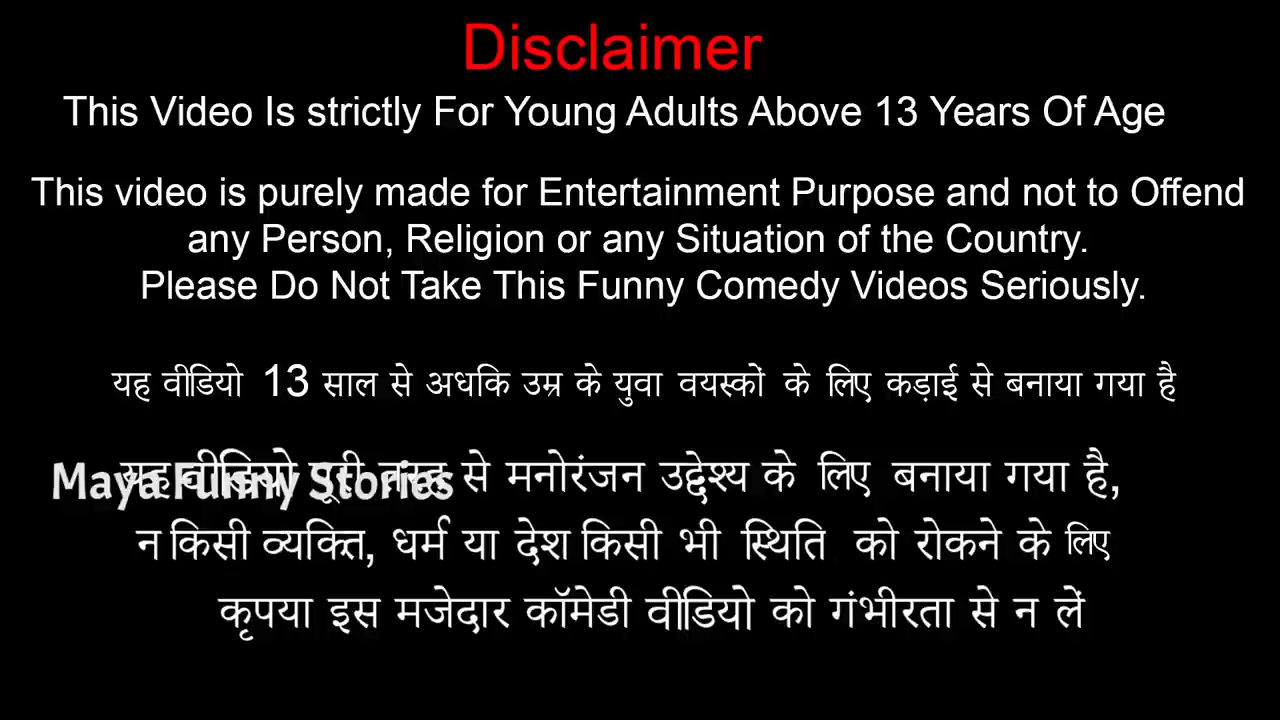 Disclaimer
This Video Is strictly For Young Adults Above 13 Years Of Age
This video is purely made for Entertainment Purpose and not to Offend
any Person, Religion or any Situation of the Country.
Please Do Not Take This Funny Comedy Videos Seriously.
यह वीडियो 13 साल से अधकि उम्र के युवा वयस्कों के लिए कड़ाई से बनाया गया है
यह वीडियो पूरी तरह से मनोरंजन उद्देश्य के लिए बनाया गया है,
Maya Funny Stories
न किसी व्यक्ति, धर्म या देश किसी भी स्थिति को रोकने के लिए
कृपया इस मजेदार कॉमेडी वीडियो को गंभीरता से न लें